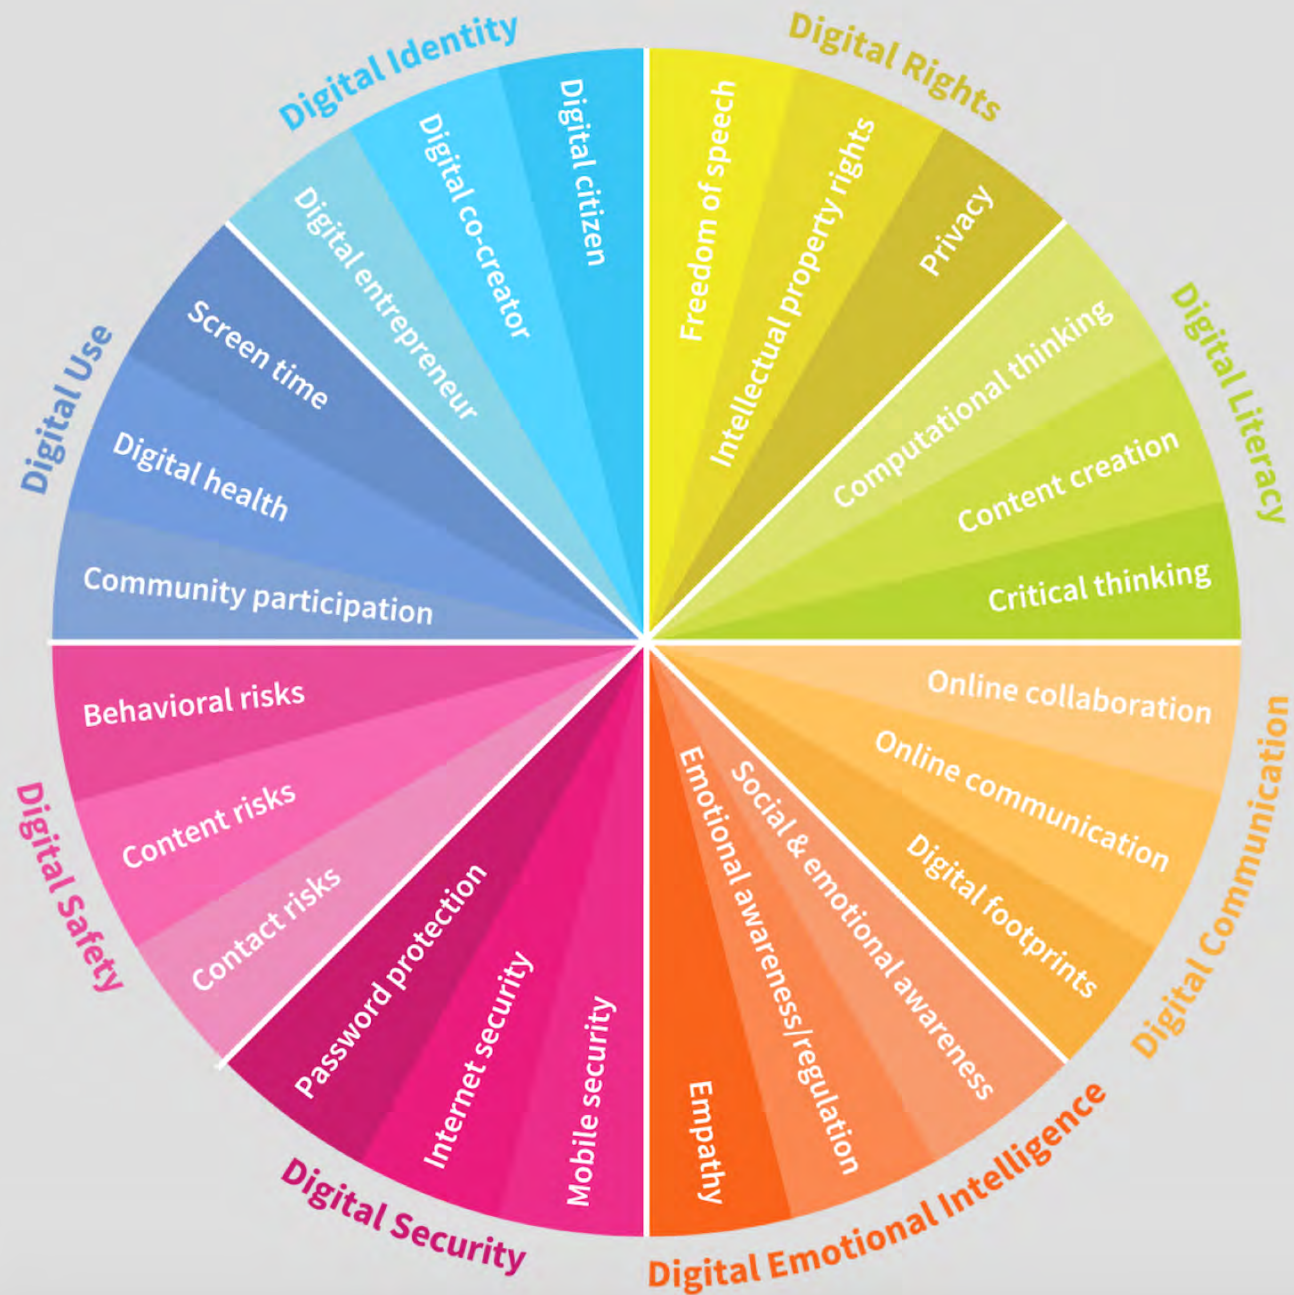 Digital Rights
Freedom of speech
Intellectual property rights
Privacy
Digital Literacy
Computational thinking
Content creation
Critical thinking
Digital Communication
Online collaboration
Online communication
Digital footprints
Digital Emotional Intelligence
Social & emotional awareness
Emotional awareness/regulation
Empathy
Digital Security
Mobile security
Internet security
Password protection
Digital Safety
Contact risks
Content risks
Behavioral risks
Digital Use
Community participation
Digital health
Screen time
Digital Identity
Digital entrepreneur
Digital co-creator
Digital citizen